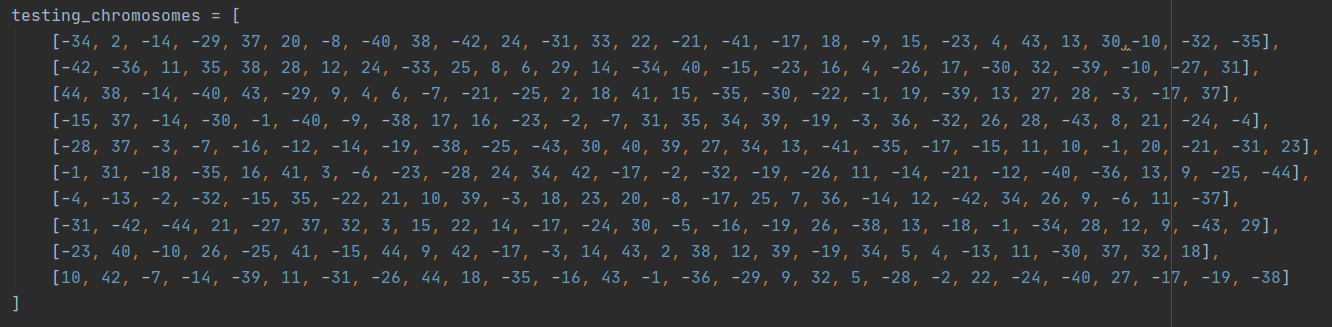 testing_chromosomes = [
[-34, 2, -14, -29, 37, 20, -8, -40, 38, -42, 24, -31, 33, 22, -21, -41, -17, 18, -9, 15, -23, 4, 43, 13, 30,-10, -32, -35],
[-42, -36, 11, 35, 38, 28, 12, 24, -33, 25, 8, 6, 29, 14, -34, 40, -15, -23, 16, 4, -26, 17, -30, 32, -39, -10, -27, 31],
[44, 38, -14, -40, 43, -29, 9, 4, 6, -7, -21, -25, 2, 18, 41, 15, -35, -30, -22, -1, 19, -39, 13, 27, 28, -3, -17, 37],
[-15, 37, -14, -30, -1, -40, -9, -38, 17, 16, -23, -2, -7, 31, 35, 34, 39, -19, -3, 36, -32, 26, 28, -43, 8, 21, -24, -4],
[-28, 37, -3, -7, -16, -12, -14, -19, -38, -25, -43, 30, 40, 39, 27, 34, 13, -41, -35, -17, -15, 11, 10, -1, 20, -21, -31, 23],
[-1, 31, -18, -35, 16, 41, 3, -6, -23, -28, 24, 34, 42, -17, -2, -32, -19, -26, 11, -14, -21, -12, -40, -36, 13, 9, -25, -44],
[-4, -13, -2, -32, -15, 35, -22, 21, 10, 39, -3, 18, 23, 20, -8, -17, 25, 7, 36, -14, 12, -42, 34, 26, 9, -6, 11, -37],
[-31, -42, -44, 21, -27, 37, 32, 3, 15, 22, 14, -17, -24, 30, -5, -16, -19, 26, -38, 13, -18, -1, -34, 28, 12, 9, -43, 29],
[-23, 40, -10, 26, -25, 41, -15, 44, 9, 42, -17, -3, 14, 43, 2, 38, 12, 39, -19, 34, 5, 4, -13, 11, -30, 37, 32, 18],
[10, 42, -7, -14, -39, 11, -31, -26, 44, 18, -35, -16, 43, -1, -36, -29, 9, 32, 5, -28, -2, 22, -24, -40, 27, -17, -19, -38]
]